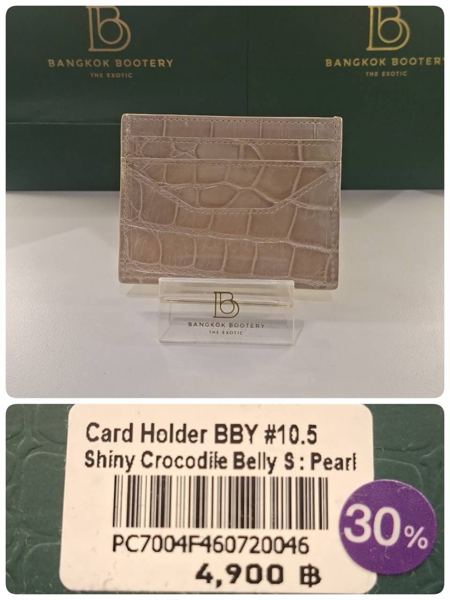 B
BANGKOK BOOTERY
THE EXOTIC
B
BANGKOK BOOTERY
THE EXOTIC
B
BANGKOK BOOTERY
THE EXOTIC
Card Holder BBY #10.5
Shiny Crocodile Belly S : Pearl
PC7004F460720046
4,900 ฿
30%